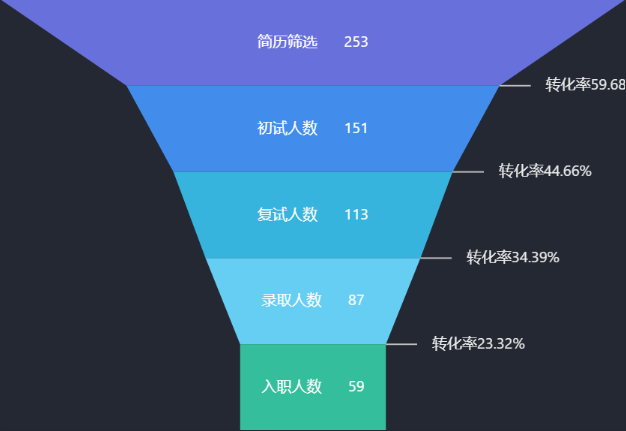 简历筛选 253
转化率59.68
初试人数 151
转化率44.66%
复试人数 113
转化率34.39%
录取人数 87
转化率23.32%
入职人数 59